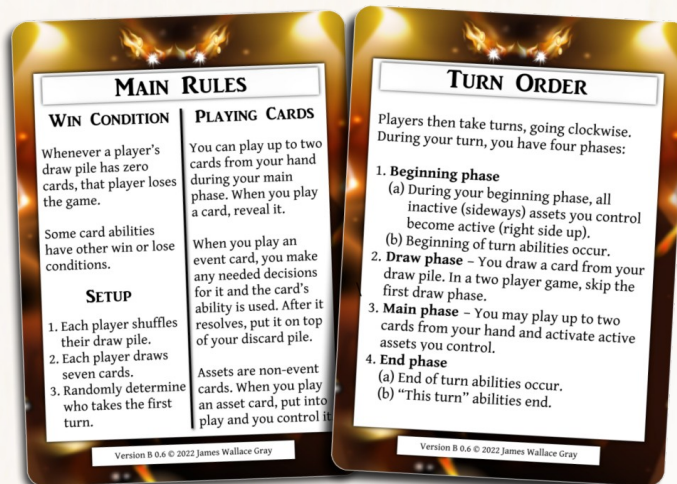 MAIN RULES
WIN CONDITION
Whenever a player's
draw pile has zero
cards, that player loses
the game.
Some card abilities
have other win or lose
conditions.
SETUP
1. Each player shuffles
their draw pile.
2. Each player draws
seven cards.
3. Randomly determine
who takes the first
turn.
PLAYING CARDS
You can play up to two
cards from your hand
during your main
phase. When you play
a card, reveal it.
When you play an
event card, you make
any needed decisions
for it and the card's
ability is used. After it
resolves, put it on top
of your discard pile.
Assets are non-event
cards. When you play
an asset card, put into
play and you control it
Version B 0.6 © 2022 James Wallace Gray
TURN ORDER
Players then take turns, going clockwise.
During your turn, you have four phases:
1. Beginning phase
(a) During your beginning phase, all
inactive (sideways) assets you control
become active (right side up).
(b) Beginning of turn abilities occur.
2. Draw phase – You draw a card from your
draw pile. In a two player game, skip the
first draw phase.
3. Main phase – You may play up to two
cards from your hand and activate active
assets you control.
4. End phase
(a) End of turn abilities occur.
(b) “This turn” abilities end.
Version B 0.6 © 2022 James Wallace Gray